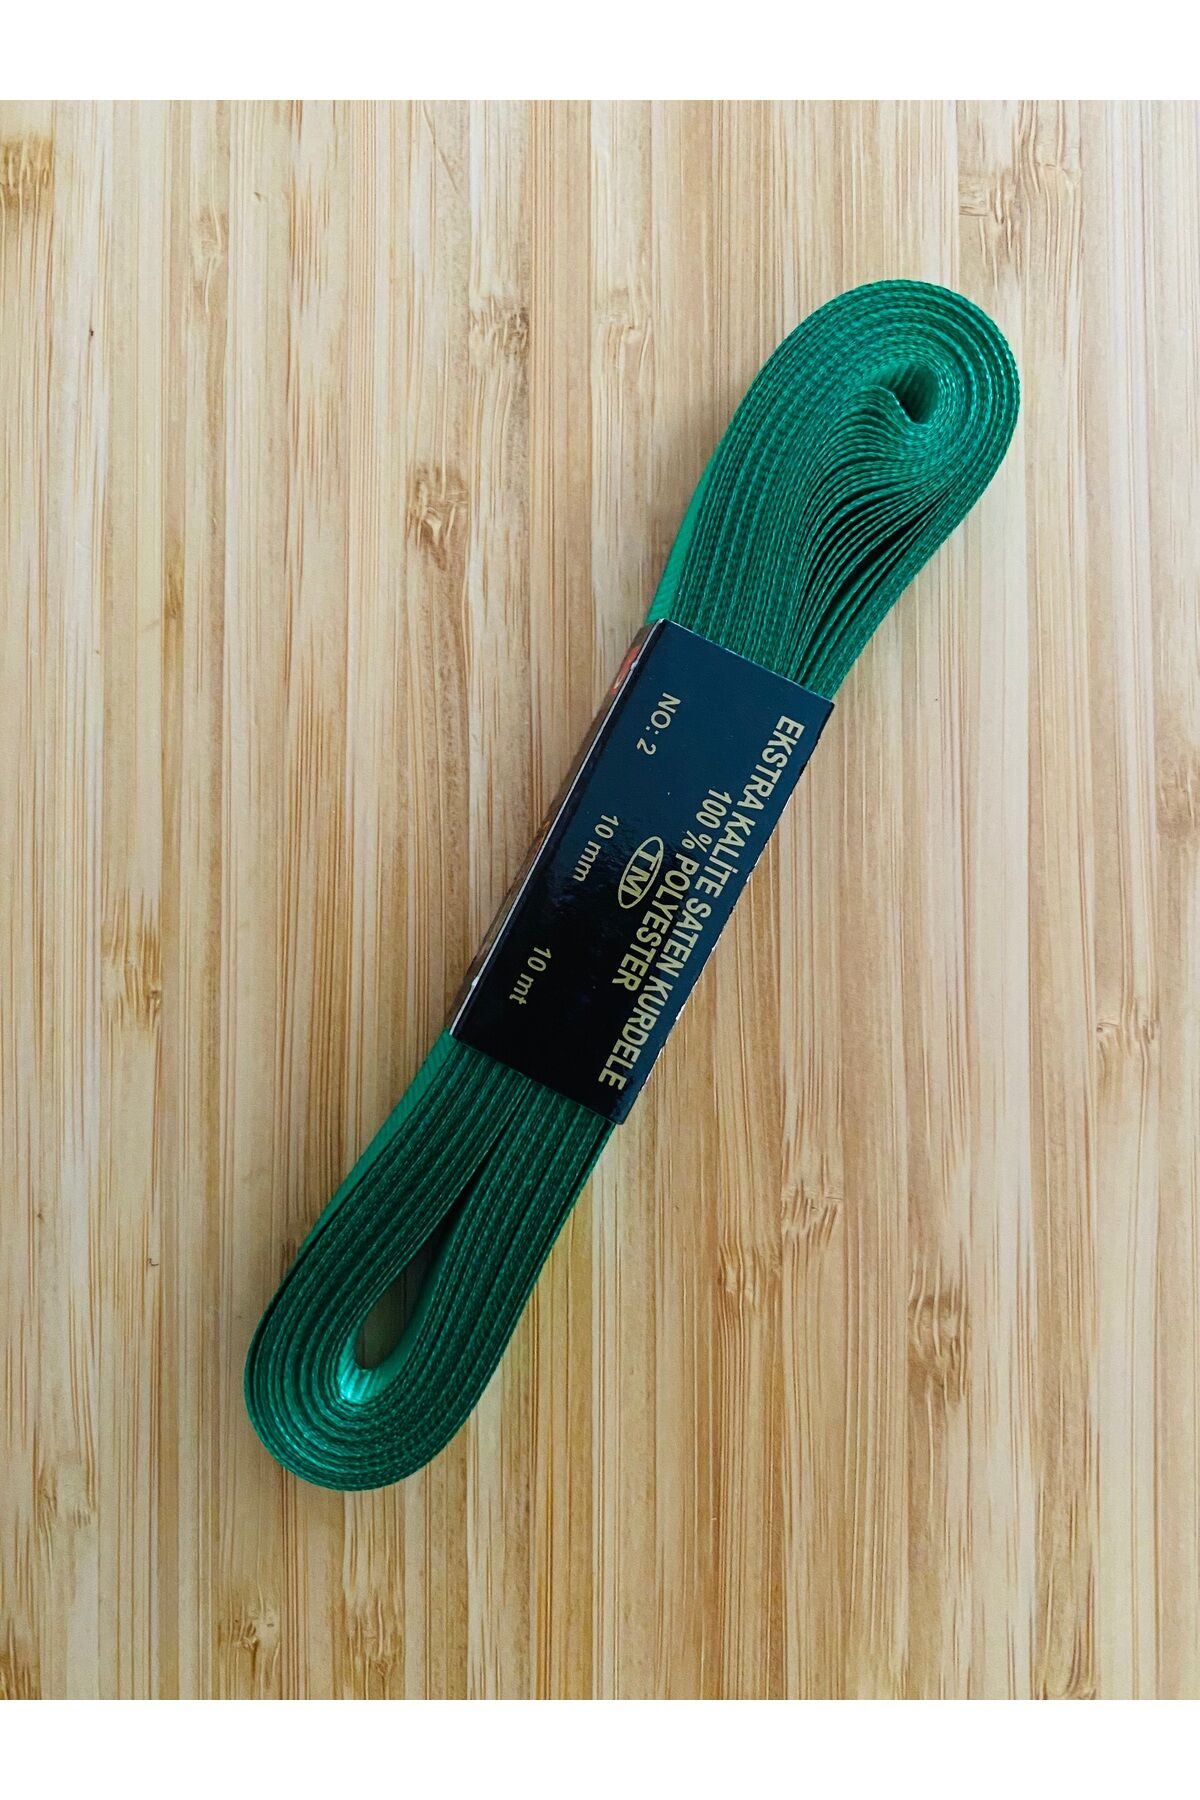 EKSTRA KALİTE SATEN KURDELE
100 % POLYESTER
TM
NO: 2 10 mm 10 mt